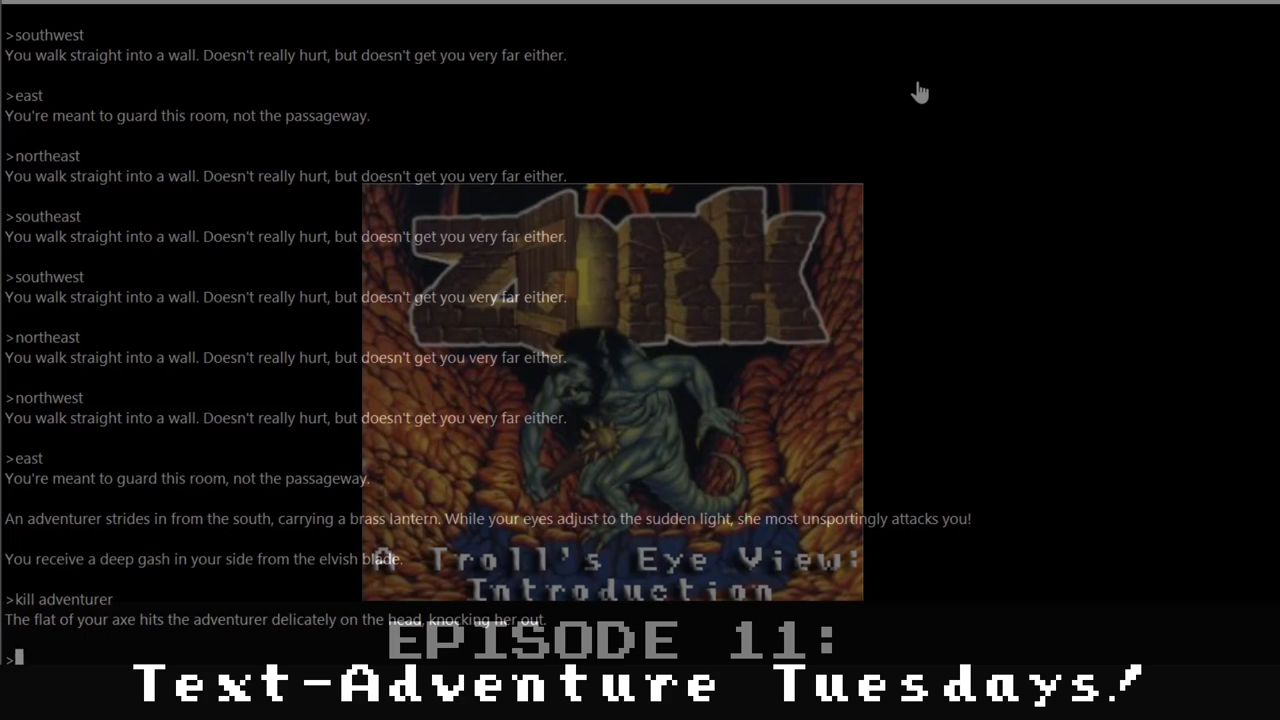 >southwest
You walk straight into a wall. Doesn't really hurt, but doesn't get you very far either.
>east
You're meant to guard this room, not the passageway.
>northeast
You walk straight into a wall. Doesn't really hurt, but doesn't get you very far either.
>southeast
You walk straight into a wall. Doesn't really hurt, but doesn't get you very far either.
>southwest
You walk straight into a wall. Doesn't really hurt, but doesn't get you very far either.
>northeast
You walk straight into a wall. Doesn't really hurt, but doesn't get you very far either.
>northwest
You walk straight into a wall. Doesn't really hurt, but doesn't get you very far either.
>east
You're meant to guard this room, not the passageway.
An adventurer strides in from the south, carrying a brass lantern. While your eyes adjust to the sudden light, she most unsportingly attacks you!
You receive a deep gash in your side from the elvish blade.
>kill adventurer
The flat of your axe hits the adventurer delicately on the head, knocking her out.
>
ZORK
A Troll's Eye View:
Introduction
EPISODE 11:
Text-Adventure Tuesdays!